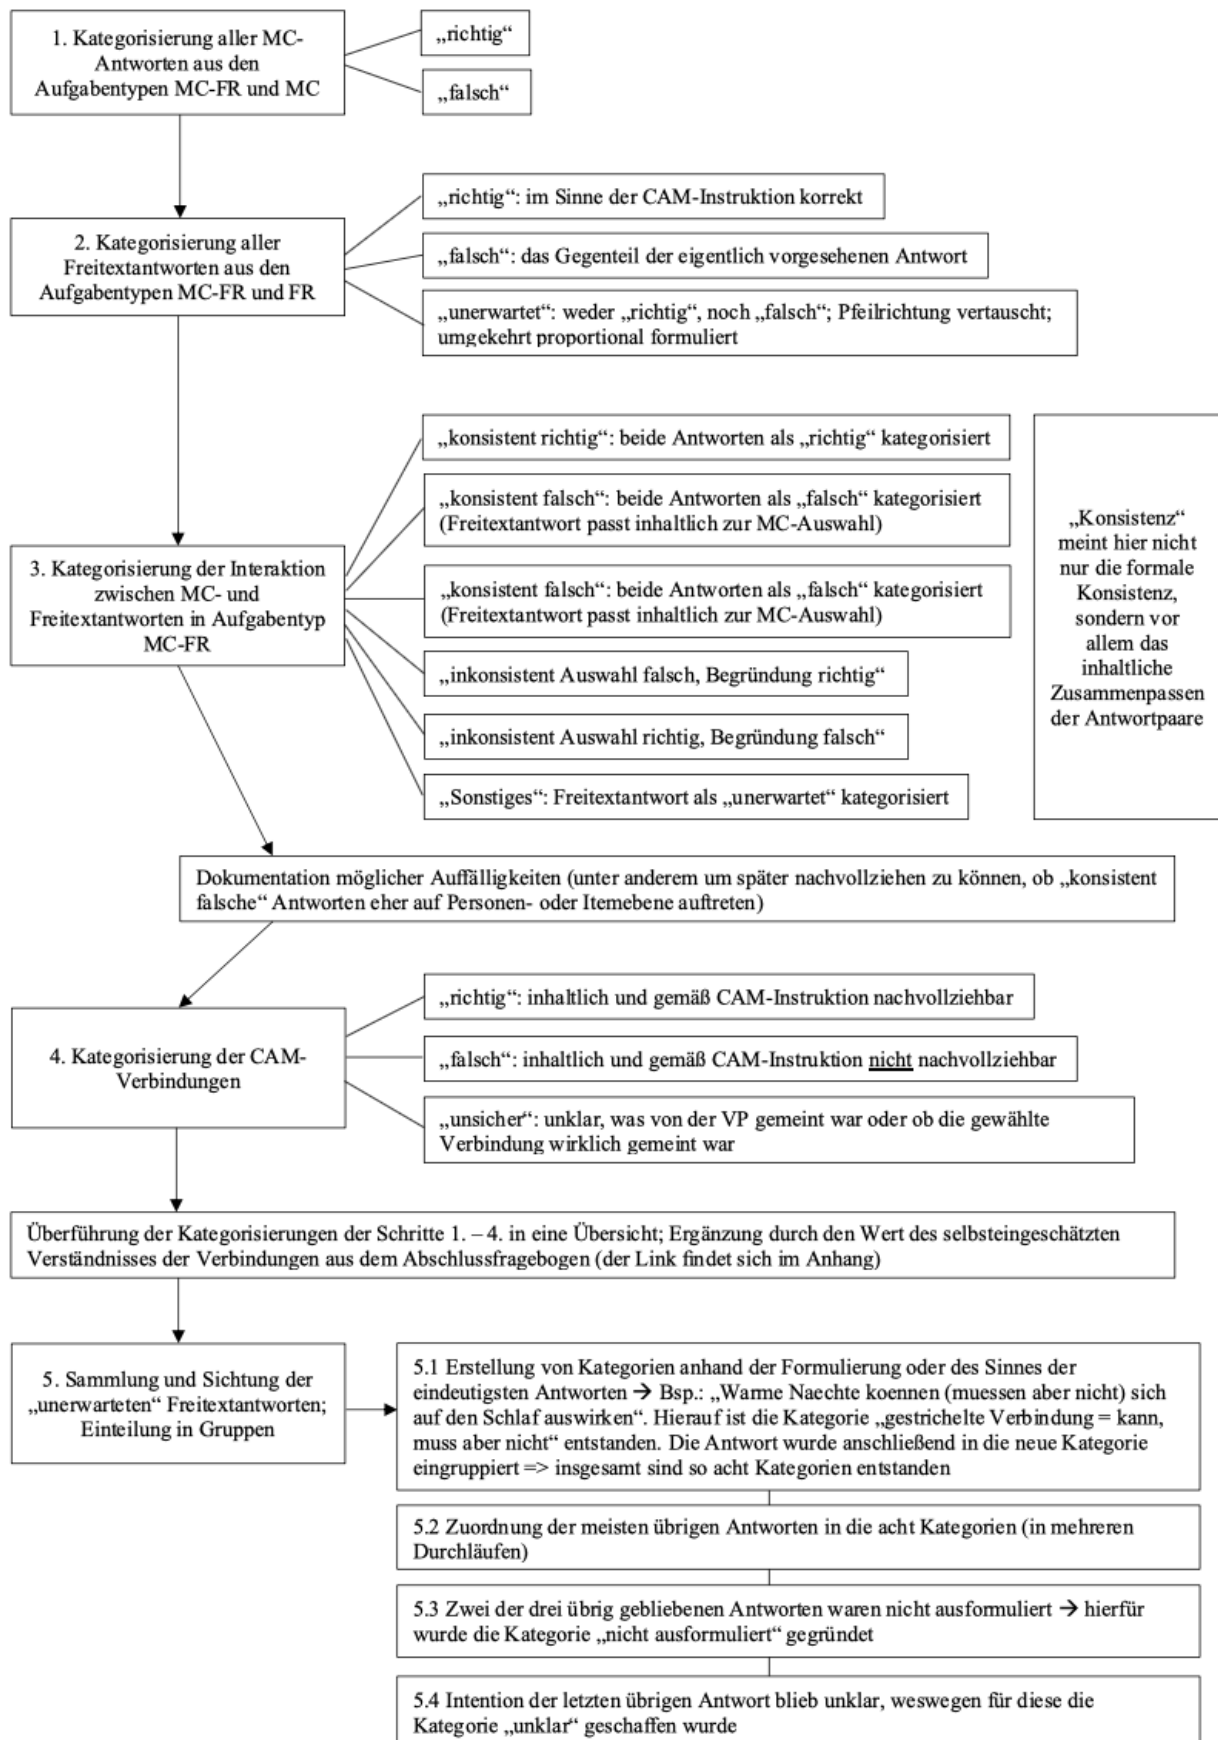 1. Kategorisierung aller MC-
Antworten aus den
Aufgabentypen MC-FR und MC
„richtig“
„falsch“
2. Kategorisierung aller
Freitextantworten aus den
Aufgabentypen MC-FR und FR
„richtig“: im Sinne der CAM-Instruktion korrekt
„falsch“: das Gegenteil der eigentlich vorgesehenen Antwort
„unerwartet“: weder „richtig“, noch „falsch“; Pfeilrichtung vertauscht;
umgekehrt proportional formuliert
3. Kategorisierung der Interaktion
zwischen MC- und
Freitextantworten in Aufgabentyp
MC-FR
„konsistent richtig“: beide Antworten als „richtig“ kategorisiert
„konsistent falsch“: beide Antworten als „falsch“ kategorisiert
(Freitextantwort passt inhaltlich zur MC-Auswahl)
„konsistent falsch“: beide Antworten als „falsch“ kategorisiert
(Freitextantwort passt inhaltlich zur MC-Auswahl)
„inkonsistent Auswahl falsch, Begründung richtig“
„inkonsistent Auswahl richtig, Begründung falsch“
„Sonstiges“: Freitextantwort als „unerwartet“ kategorisiert
„Konsistenz“
meint hier nicht
nur die formale
Konsistenz,
sondern vor
allem das
inhaltliche
Zusammenpassen
der Antwortpaare
Dokumentation möglicher Auffälligkeiten (unter anderem um später nachvollziehen zu können, ob „konsistent
falsche“ Antworten eher auf Personen- oder Itemebene auftreten)
4. Kategorisierung der CAM-
Verbindungen
„richtig“: inhaltlich und gemäß CAM-Instruktion nachvollziehbar
„falsch“: inhaltlich und gemäß CAM-Instruktion nicht nachvollziehbar
„unsicher“: unklar, was von der VP gemeint war oder ob die gewählte
Verbindung wirklich gemeint war
Überführung der Kategorisierungen der Schritte 1. – 4. in eine Übersicht; Ergänzung durch den Wert des selbsteingeschätzten
Verständnisses der Verbindungen aus dem Abschlussfragebogen (der Link findet sich im Anhang)
5. Sammlung und Sichtung der
„unerwarteten“ Freitextantworten;
Einteilung in Gruppen
5.1 Erstellung von Kategorien anhand der Formulierung oder des Sinnes der
eindeutigsten Antworten → Bsp.: „Warme Naechte koennen (muessen aber nicht) sich
auf den Schlaf auswirken“. Hierauf ist die Kategorie „gestrichelte Verbindung = kann,
muss aber nicht“ entstanden. Die Antwort wurde anschließend in die neue Kategorie
eingruppiert => insgesamt sind so acht Kategorien entstanden
5.2 Zuordnung der meisten übrigen Antworten in die acht Kategorien (in mehreren
Durchläufen)
5.3 Zwei der drei übrig gebliebenen Antworten waren nicht ausformuliert → hierfür
wurde die Kategorie „nicht ausformuliert“ gegründet
5.4 Intention der letzten übrigen Antwort blieb unklar, weswegen für diese die
Kategorie „unklar“ geschaffen wurde